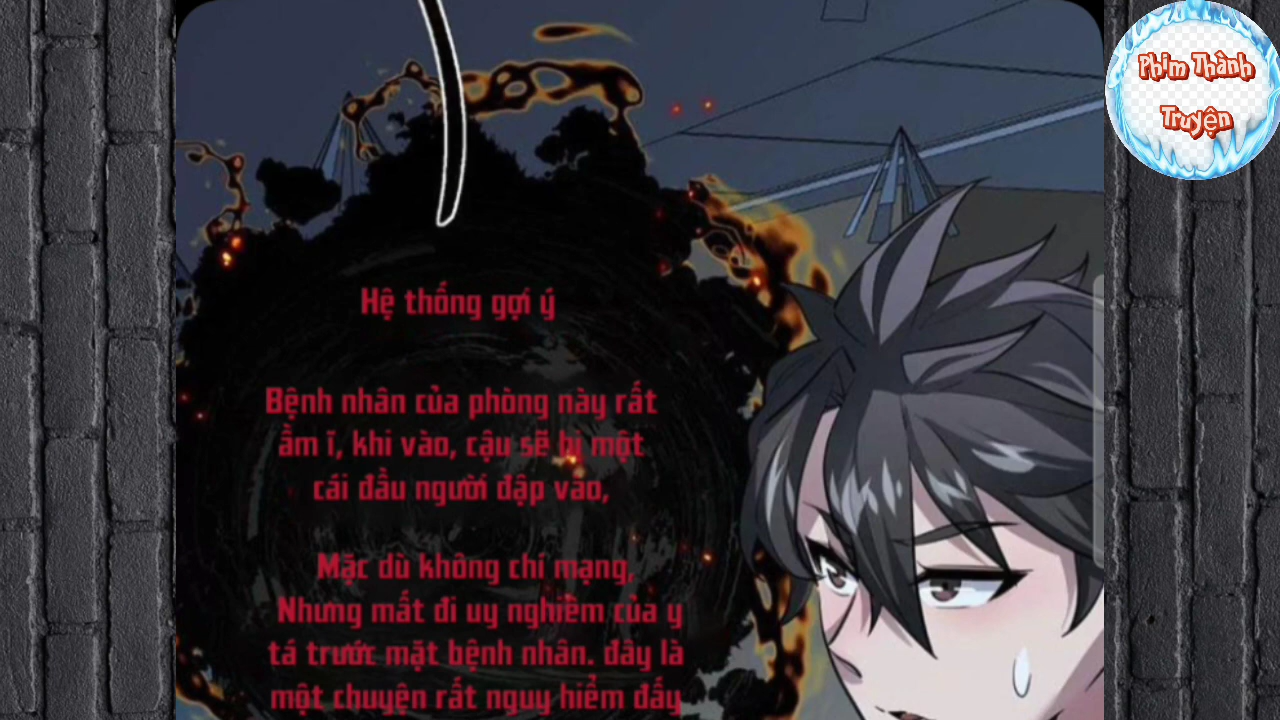 Phim Thành
Truyện
Hệ thống gợi ý
Bệnh nhân của phòng này rất
ầm ĩ, khi vào, cậu sẽ bị một
cái đầu người đập vào,
Mặc dù không chí mạng,
Nhưng mất đi uy nghiêm của y
tá trước mặt bệnh nhân. đây là
một chuyện rất nguy hiểm đấy